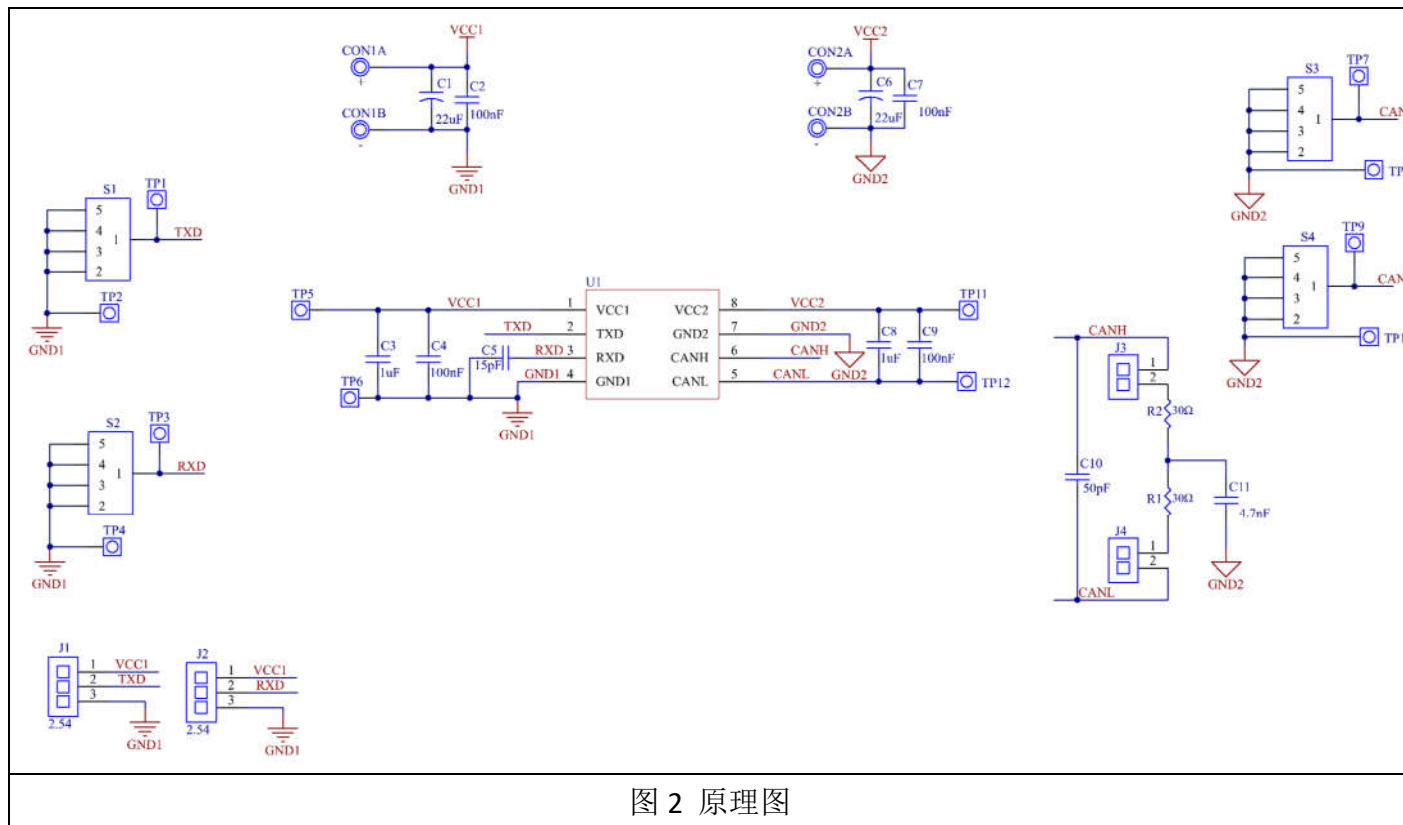 VCC1
CON1A
+
C1
C2
22uF
100nF
CON1B
-
GND1
VCC2
CON2A
+
C6
C7
22uF
100nF
CON2B
-
GND2
S3
TP7
5
4
3
2
1
GND2
S1
TP1
5
4
3
2
1
TXD
TP2
GND1
S4
TP9
5
4
3
2
1
GND2
U1
TP5
VCC1
1
VCC1
VCC2
8
VCC2
TP11
TXD
2
TXD
GND2
7
GND2
C3
1uF
C4
100nF
C5
15pF
RXD
3
RXD
CANH
6
CANH
GND2
C8
1uF
C9
100nF
TP6
GND1
4
GND1
CANL
5
CANL
TP12
GND1
S2
TP3
5
4
3
2
1
RXD
TP4
GND1
CANH
J3
1
2
R2
30Ω
C10
50pF
R1
30Ω
C11
4.7nF
J4
1
2
GND2
CANL
J1
1
VCC1
2
TXD
3
2.54
GND1
J2
1
VCC1
2
RXD
3
2.54
GND1
图 2 原理图